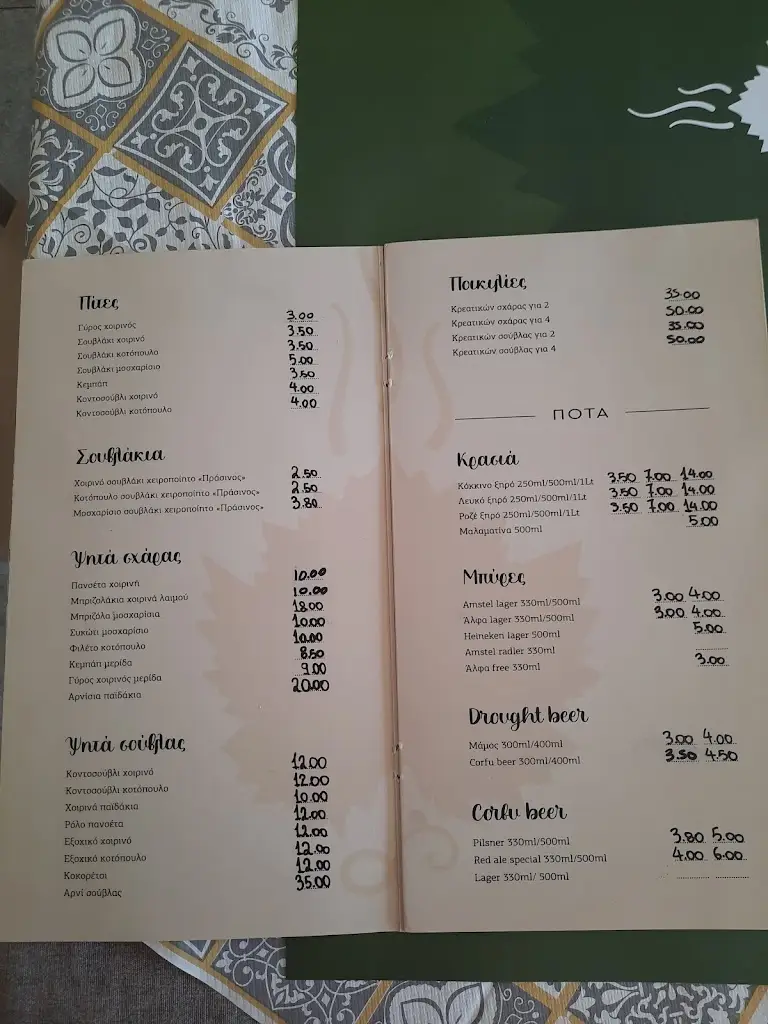 Πίτες
Γύρος χοιρινός 3.00
Σουβλάκι χοιρινό 3.50
Σουβλάκι κοτόπουλο 3.50
Σουβλάκι μοσχαρίσιο 5.00
Κεμπάπ 3.50
Κοντοσούβλι χοιρινό 4.00
Κοντοσούβλι κοτόπουλο 4.00
Σουβλάκια
Χοιρινό σουβλάκι χειροποίητο «Πράσινος» 2.50
Κοτόπουλο σουβλάκι χειροποίητο «Πράσινος» 2.50
Μοσχαρίσιο σουβλάκι χειροποίητο «Πράσινος» 3.80
Ψητά σχάρας
Πανσέτα χοιρινή 10.00
Μπριζολάκια χοιρινά λαιμού 10.00
Μπριζόλα μοσχαρίσια 18.00
Συκώτι μοσχαρίσιο 10.00
Φιλέτο κοτόπουλο 10.00
Κεμπάπ μερίδα 8.50
Γύρος χοιρινός μερίδα 9.00
Αρνίσια παϊδάκια 20.00
Ψητά σούβλας
Κοντοσούβλι χοιρινό 12.00
Κοντοσούβλι κοτόπουλο 12.00
Χοιρινά παϊδάκια 10.00
Ρόλο πανσέτα 12.00
Εξοχικό χοιρινό 12.00
Εξοχικό κοτόπουλο 12.00
Κοκορέτσι 12.00
Αρνί σούβλας 35.00
Ποικιλίες
Κρεατικών σχάρας για 2 35.00
Κρεατικών σχάρας για 4 50.00
Κρεατικών σούβλας για 2 35.00
Κρεατικών σούβλας για 4 50.00
ΠΟΤΑ
Κρασιά
Κόκκινο ξηρό 250ml/500ml/1Lt 3.50 7.00 14.00
Λευκό ξηρό 250ml/500ml/1Lt 3.50 7.00 14.00
Ροζέ ξηρό 250ml/500ml/1Lt 3.50 7.00 14.00
Μαλαματίνα 500ml 5.00
Μπύρες
Amstel lager 330ml/500ml 3.00 4.00
Άλφα lager 330ml/500ml 3.00 4.00
Heineken lager 500ml 5.00
Amstel radler 330ml
Άλφα free 330ml 3.00
Drought beer
Μάμος 300ml/400ml 3.00 4.00
Corfu beer 300ml/400ml 3.50 4.50
Corfu beer
Pilsner 330ml/500ml 3.80 5.00
Red ale special 330ml/500ml 4.00 6.00
Lager 330ml/ 500ml